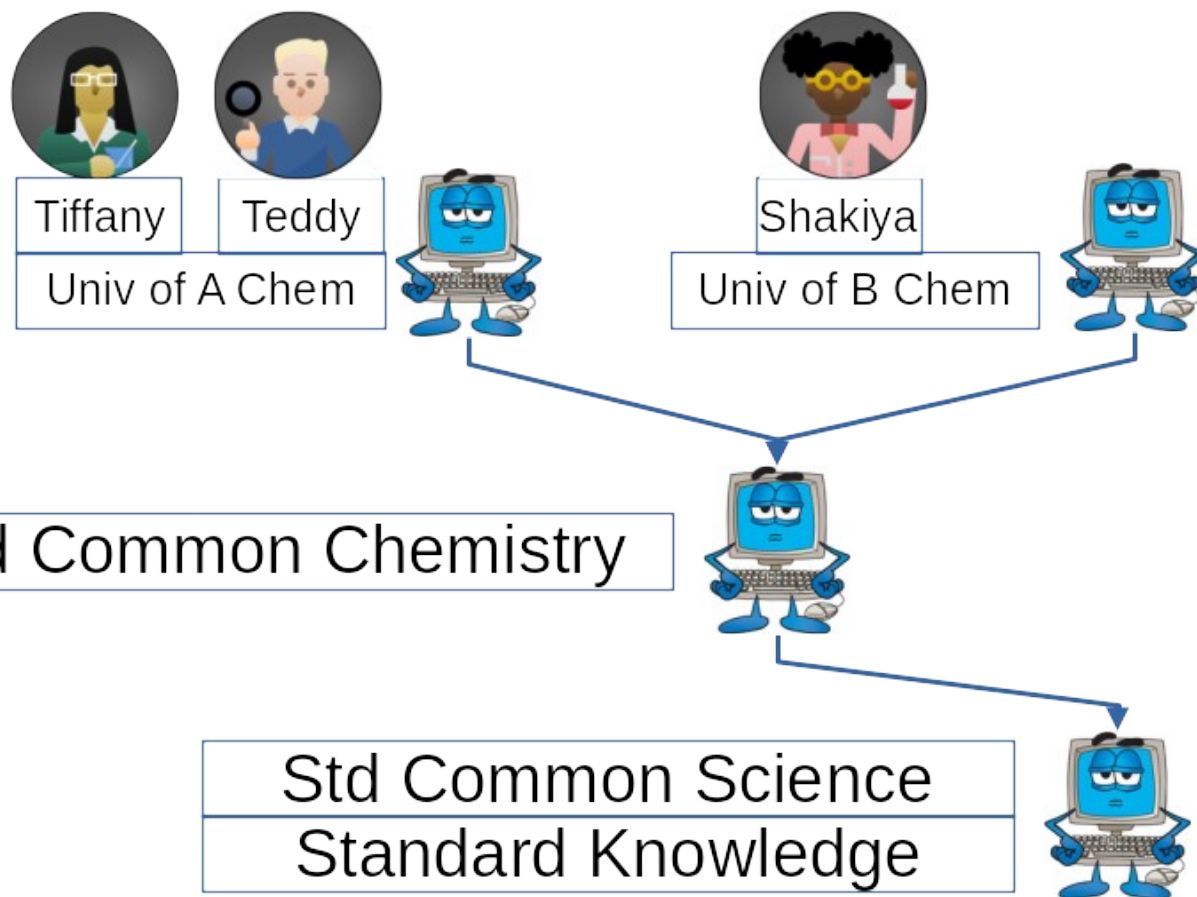 Tiffany
Teddy
Shakiya
Univ of A Chem
Univ of B Chem
Common Chemistry
Std Common Science
Standard Knowledge